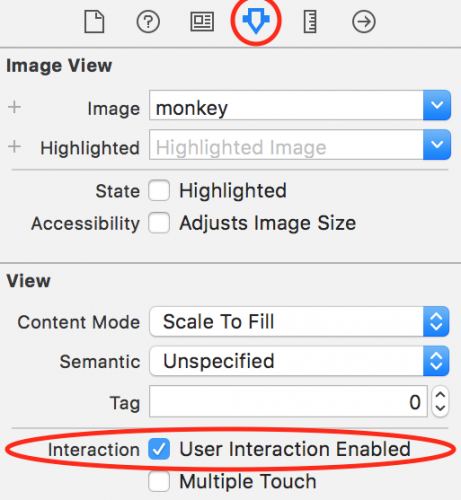 Image View
+ Image monkey
+ Highlighted Highlighted Image
State Highlighted
Accessibility Adjusts Image Size
View
Content Mode Scale To Fill
Semantic Unspecified
Tag 0
Interaction User Interaction Enabled
Multiple Touch